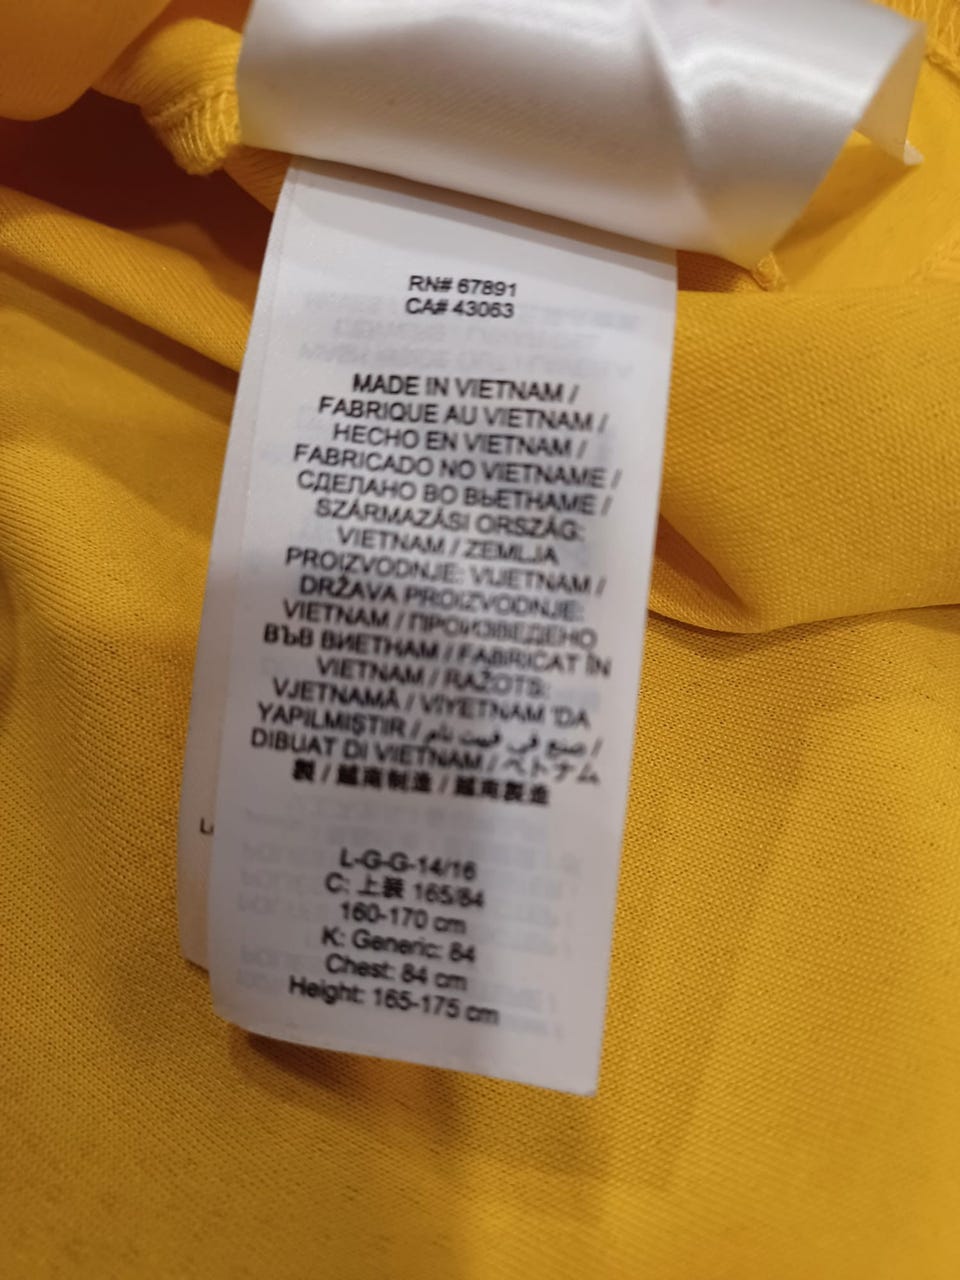 RN# 67891
CA# 43063
MADE IN VIETNAM /
FABRIQUE AU VIETNAM /
HECHO EN VIETNAM /
FABRICADO NO VIETNAME /
СДЕЛАНО ВО ВЬЕТНАМЕ /
SZÁRMAZÁSI ORSZÁG:
VIETNAM / ZEMLJA
PROIZVODNJE: VIJETNAM /
DRŽAVA PROIZVODNJE:
VIETNAM / ПРОИЗВЕДЕНО
ВЪВ ВИЕТНАМ / FABRICAT ÎN
VIETNAM / RAŽOTS:
VJETNAMĀ / VIYETNAM 'DA
YAPILMIŞTIR / صنع في فيت نام /
DIBUAT DI VIETNAM / ベトナム
製 / 越南制造 / 越南製造
L-G-G-14/16
C: 上装 165/84
160-170 cm
K: Generic: 84
Chest: 84 cm
Height: 165-175 cm